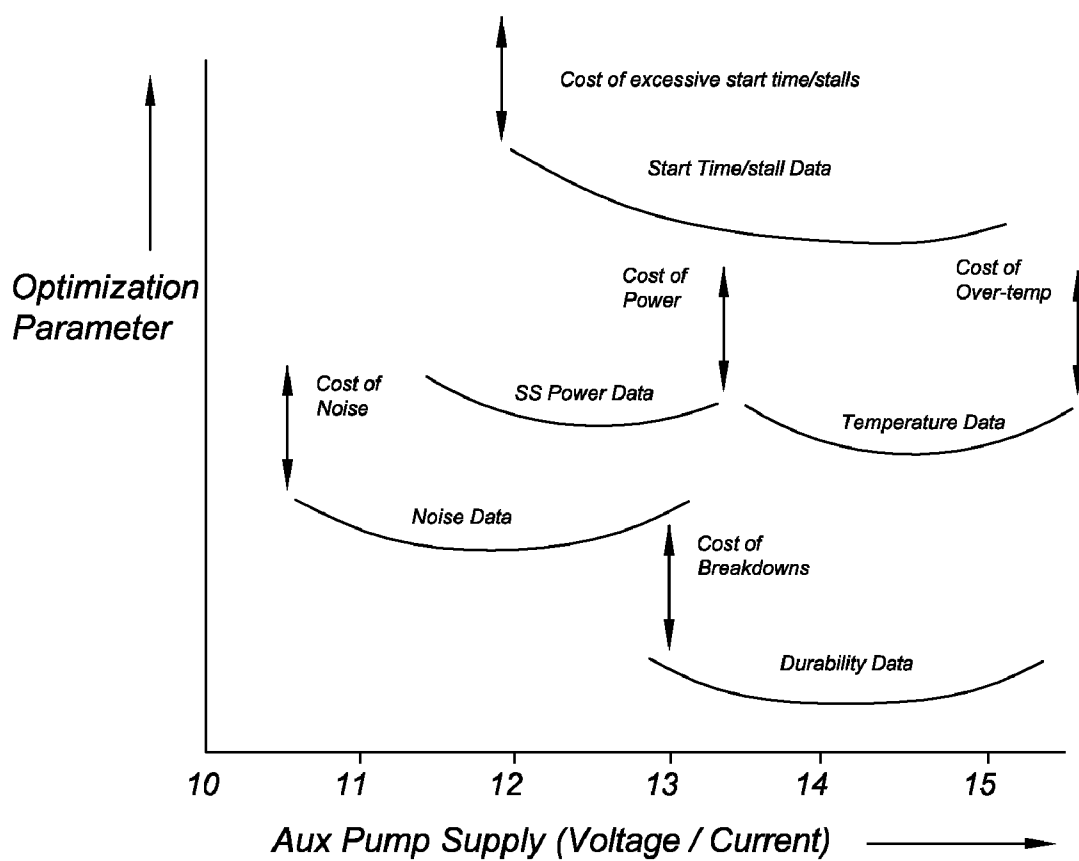 Cost of excessive start time/stalls
Start Time/stall Data
Optimization
Parameter
Cost of
Power
Cost of
Over-temp
Cost of
Noise
SS Power Data
Temperature Data
Noise Data
Cost of
Breakdowns
Durability Data
10 11 12 13 14 15
Aux Pump Supply (Voltage / Current)